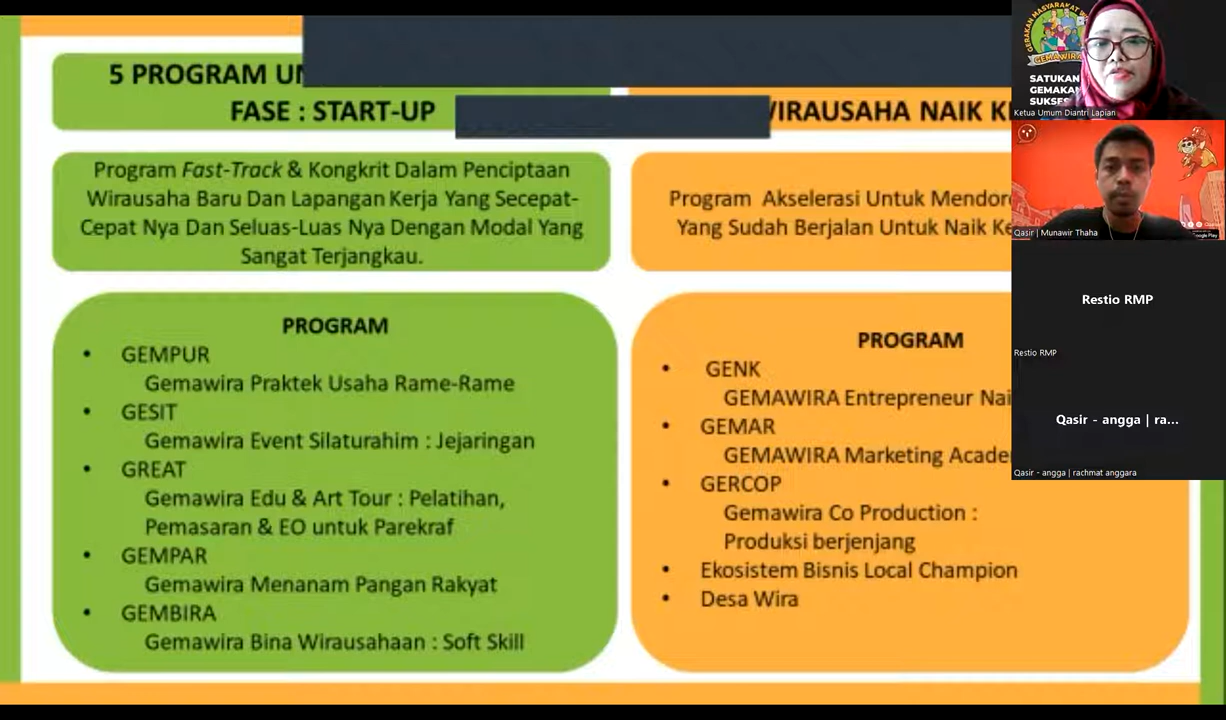 5 PROGRAM
FASE : START-UP
WIRAUSAHA NAIK
Program Fast-Track & Kongkrit Dalam Penciptaan
Wirausaha Baru Dan Lapangan Kerja Yang Secepat-
Cepat Nya Dan Seluas-Luas Nya Dengan Modal Yang
Sangat Terjangkau.
Program Akselerasi Untuk
Yang Sudah Berjalan Untuk Naik
PROGRAM
• GEMPUR
Gemawira Praktek Usaha Rame-Rame
• GESIT
Gemawira Event Silaturahim : Jejaringan
• GREAT
Gemawira Edu & Art Tour : Pelatihan,
Pemasaran & EO untuk Parekraf
• GEMPAR
Gemawira Menanam Pangan Rakyat
• GEMBIRA
Gemawira Bina Wirausahaan : Soft Skill
PROGRAM
• GENK
GEMAWIRA Entrepreneur
• GEMAR
GEMAWIRA Marketing
• GERCOP
Gemawira Co Production :
Produksi berjenjang
• Ekosistem Bisnis Local Champion
• Desa Wira
SATUKAN
Ketua Umum Diantri Lapian
Qasir | Munawir Thaha
Google Play
Restio RMP
Restio RMP
Qasir - angga | ra...
Qasir - angga | rachmat anggara